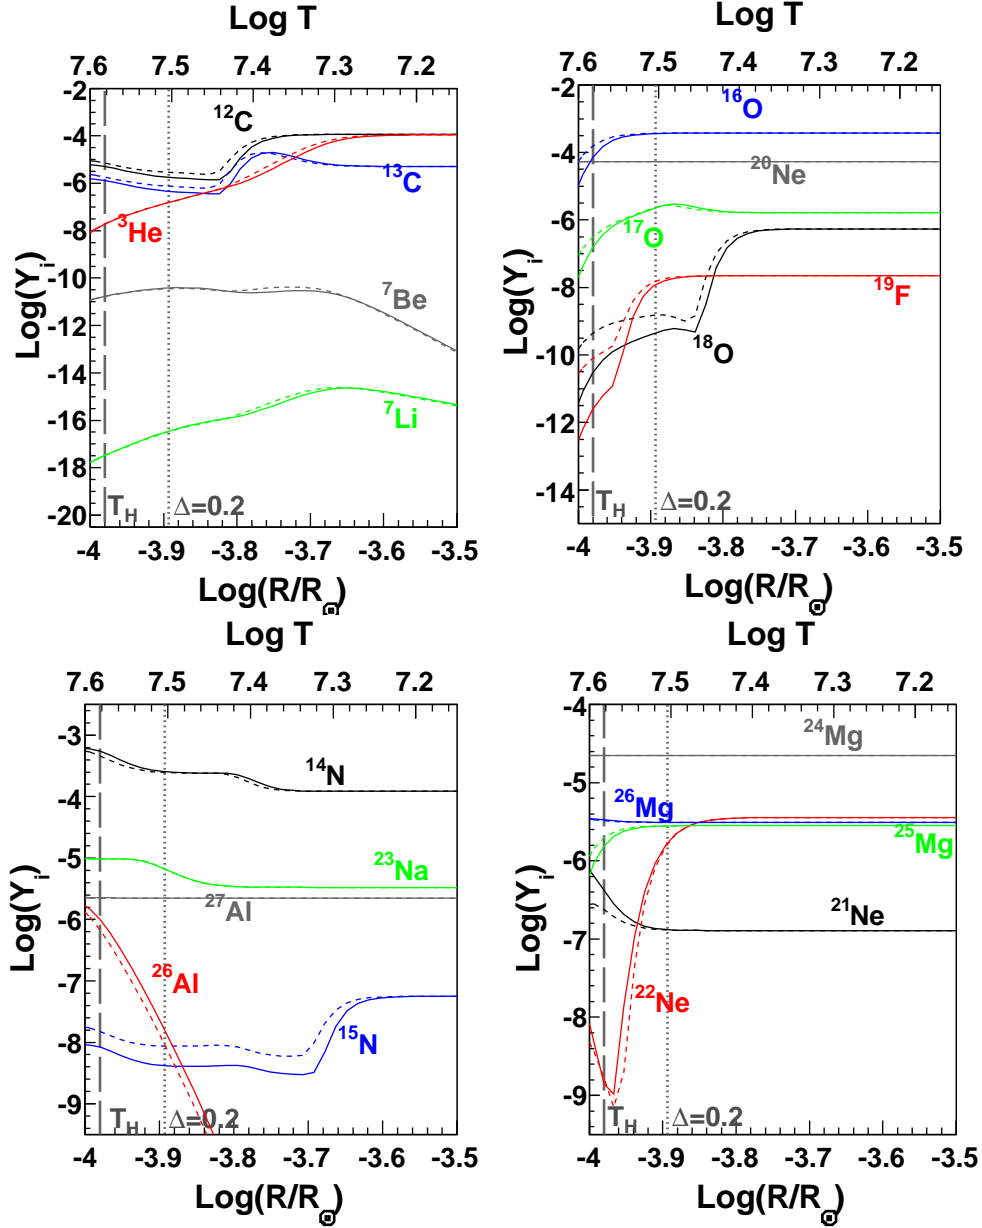 Log T
7.6 7.5 7.4 7.3 7.2
-2
-4
-6
-8
-10
-12
-14
-16
-18
-20
Log(Y_i)
12C
13C
3He
7Be
7Li
T_H Δ=0.2
-4 -3.9 -3.8 -3.7 -3.6 -3.5
Log(R/R⊙)
Log T
7.6 7.5 7.4 7.3 7.2
-2
-4
-6
-8
-10
-12
-14
Log(Y_i)
16O
20Ne
17O
19F
18O
T_H Δ=0.2
-4 -3.9 -3.8 -3.7 -3.6 -3.5
Log(R/R⊙)
Log T
7.6 7.5 7.4 7.3 7.2
-3
-4
-5
-6
-7
-8
-9
Log(Y_i)
14N
23Na
27Al
26Al
15N
T_H Δ=0.2
-4 -3.9 -3.8 -3.7 -3.6 -3.5
Log(R/R⊙)
Log T
7.6 7.5 7.4 7.3 7.2
-4
-5
-6
-7
-8
-9
Log(Y_i)
24Mg
26Mg
25Mg
21Ne
22Ne
T_H Δ=0.2
-4 -3.9 -3.8 -3.7 -3.6 -3.5
Log(R/R⊙)